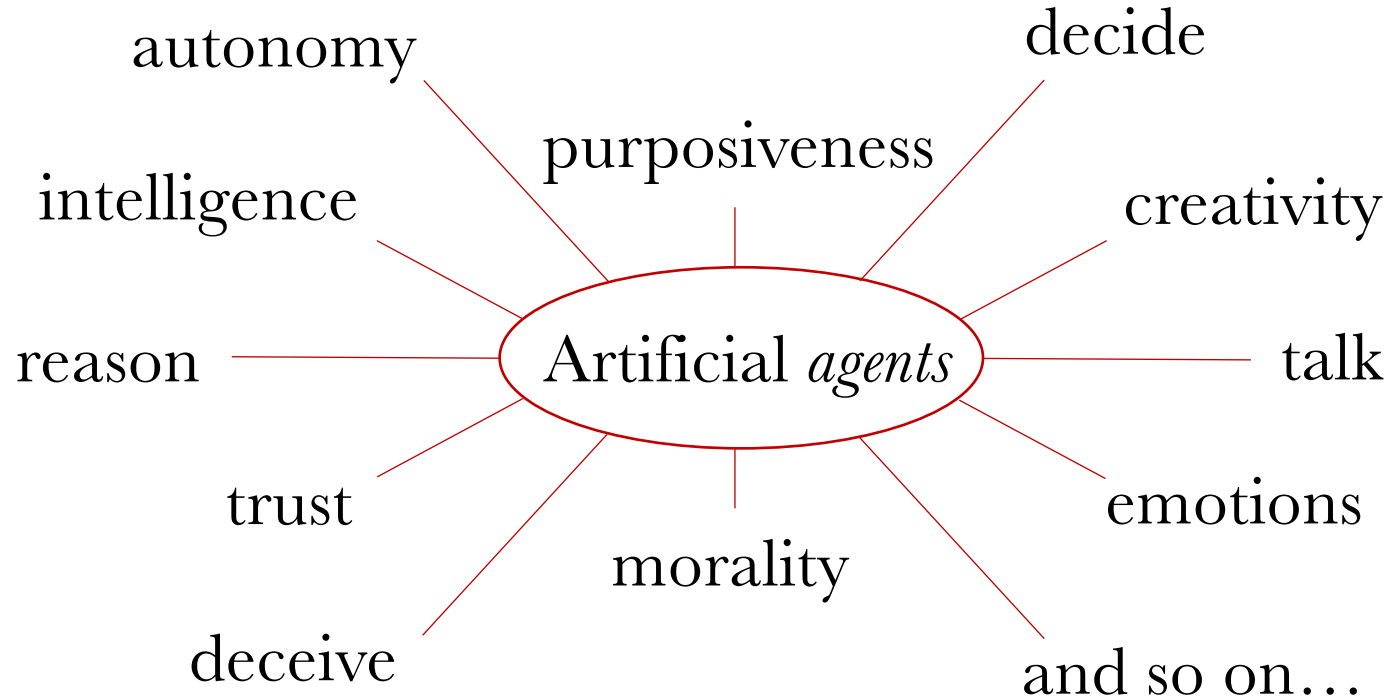 autonomy
decide
purposiveness
intelligence
creativity
Artificial agents
reason
talk
trust
emotions
morality
deceive
and so on…